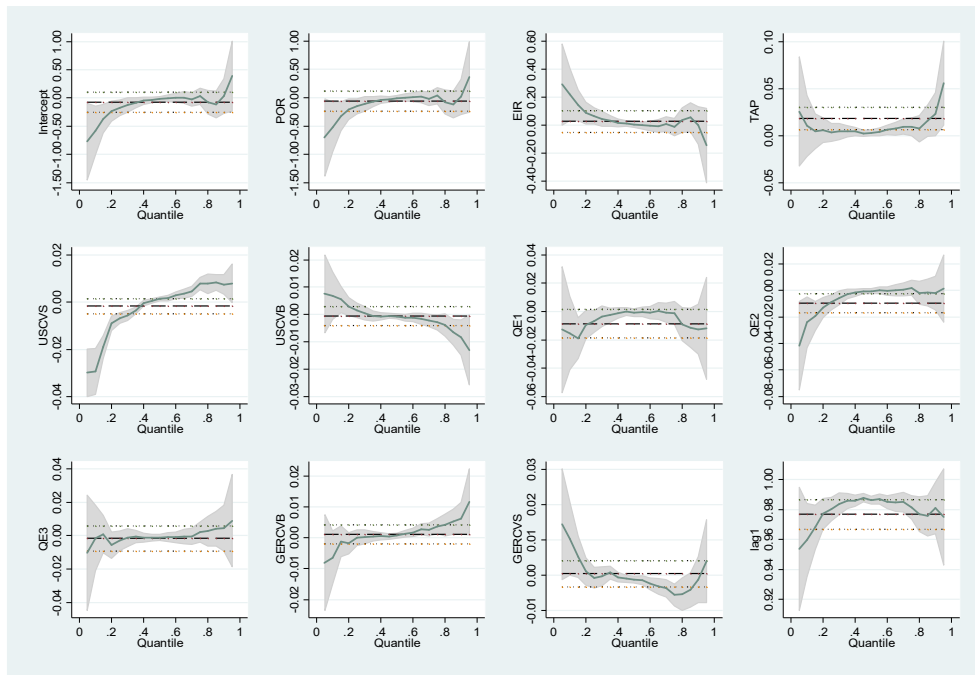 Intercept
-1.50-1.00-0.50 0.00 0.50 1.00
0 .2 .4 .6 .8 1
Quantile
POR
-1.50-1.00-0.50 0.00 0.50 1.00
0 .2 .4 .6 .8 1
Quantile
EIR
-0.40-0.20 0.00 0.20 0.40 0.60
0 .2 .4 .6 .8 1
Quantile
TAP
-0.05 0.00 0.05 0.10
0 .2 .4 .6 .8 1
Quantile
USCVS
-0.04 -0.02 0.00 0.02
0 .2 .4 .6 .8 1
Quantile
USCVB
-0.03-0.02-0.010.00 0.01 0.02
0 .2 .4 .6 .8 1
Quantile
QE1
-0.06-0.04-0.020.00 0.02 0.04
0 .2 .4 .6 .8 1
Quantile
QE2
-0.08-0.06-0.04-0.020.00 0.02
0 .2 .4 .6 .8 1
Quantile
QE3
-0.04 -0.02 0.00 0.02 0.04
0 .2 .4 .6 .8 1
Quantile
GERCVB
-0.02 -0.01 0.00 0.01 0.02
0 .2 .4 .6 .8 1
Quantile
GERCVS
-0.01 0.00 0.01 0.02 0.03
0 .2 .4 .6 .8 1
Quantile
lag1
0.92 0.94 0.96 0.98 1.00
0 .2 .4 .6 .8 1
Quantile